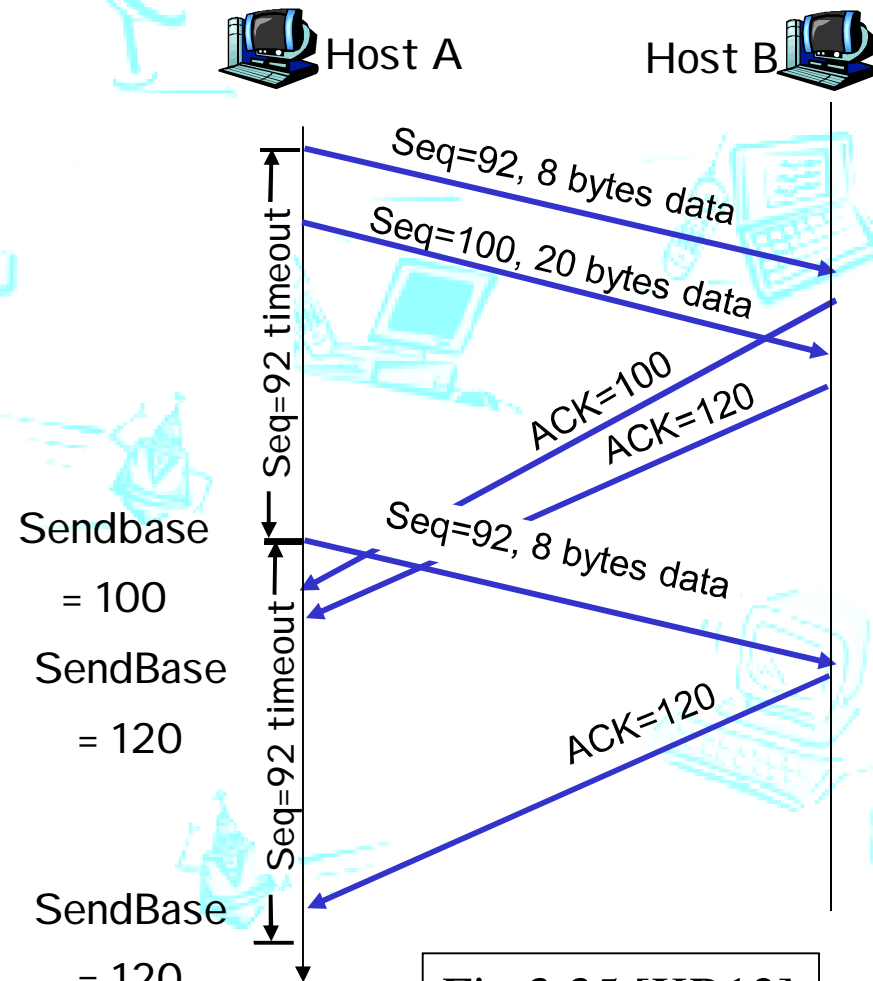 Host A
Host B
Seq=92, 8 bytes data
Seq=100, 20 bytes data
Seq=92 timeout
ACK=100
ACK=120
Seq=92, 8 bytes data
Sendbase
= 100
SendBase
= 120
Seq=92 timeout
ACK=120
SendBase
= 120